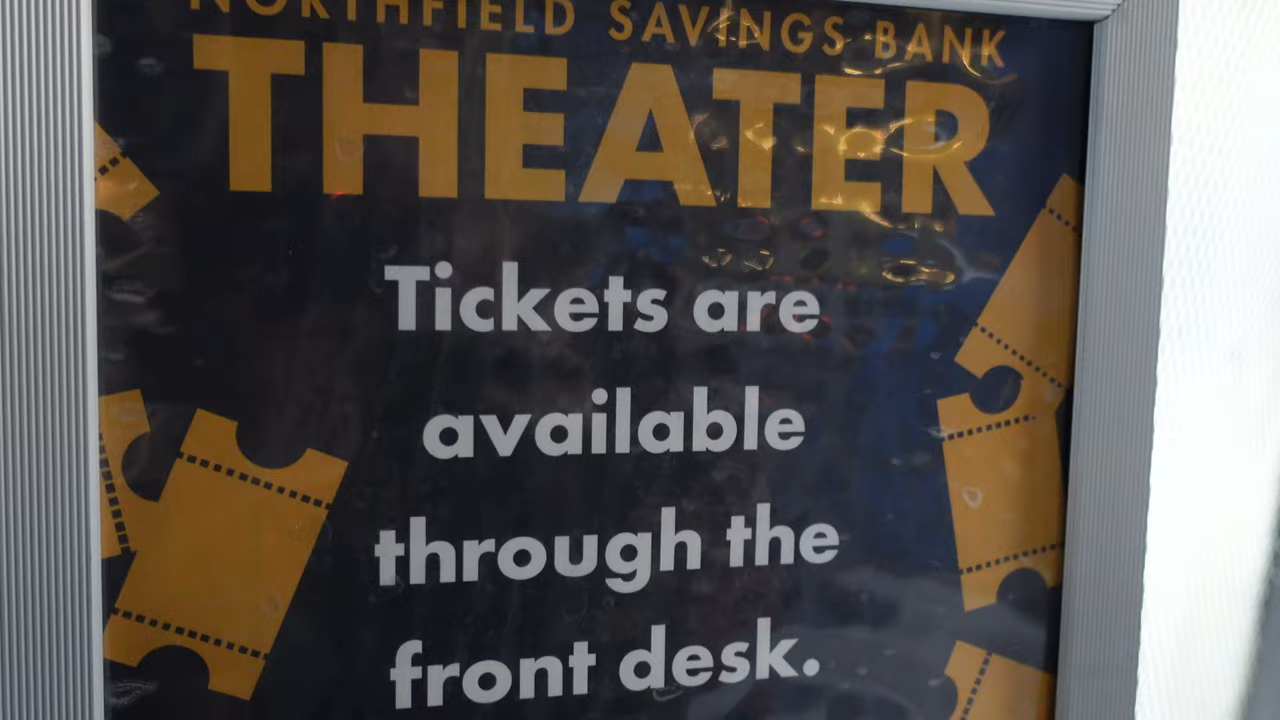 NORTHFIELD SAVINGS BANK
THEATER
Tickets are
available
through the
front desk.